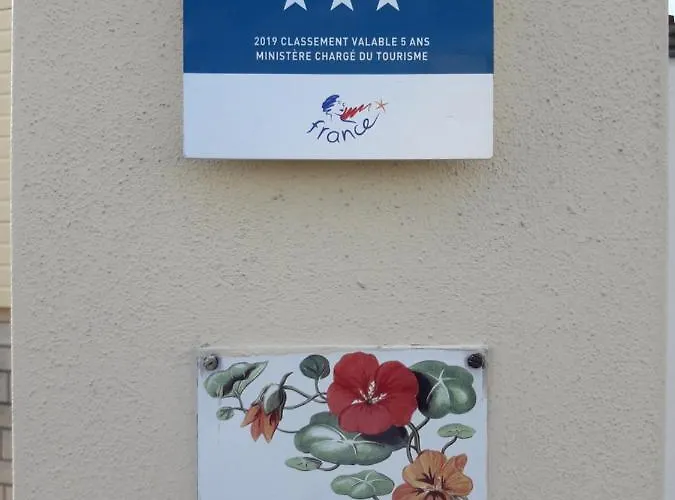 2019 CLASSEMENT VALABLE 5 ANS
MINISTÈRE CHARGÉ DU TOURISME
france